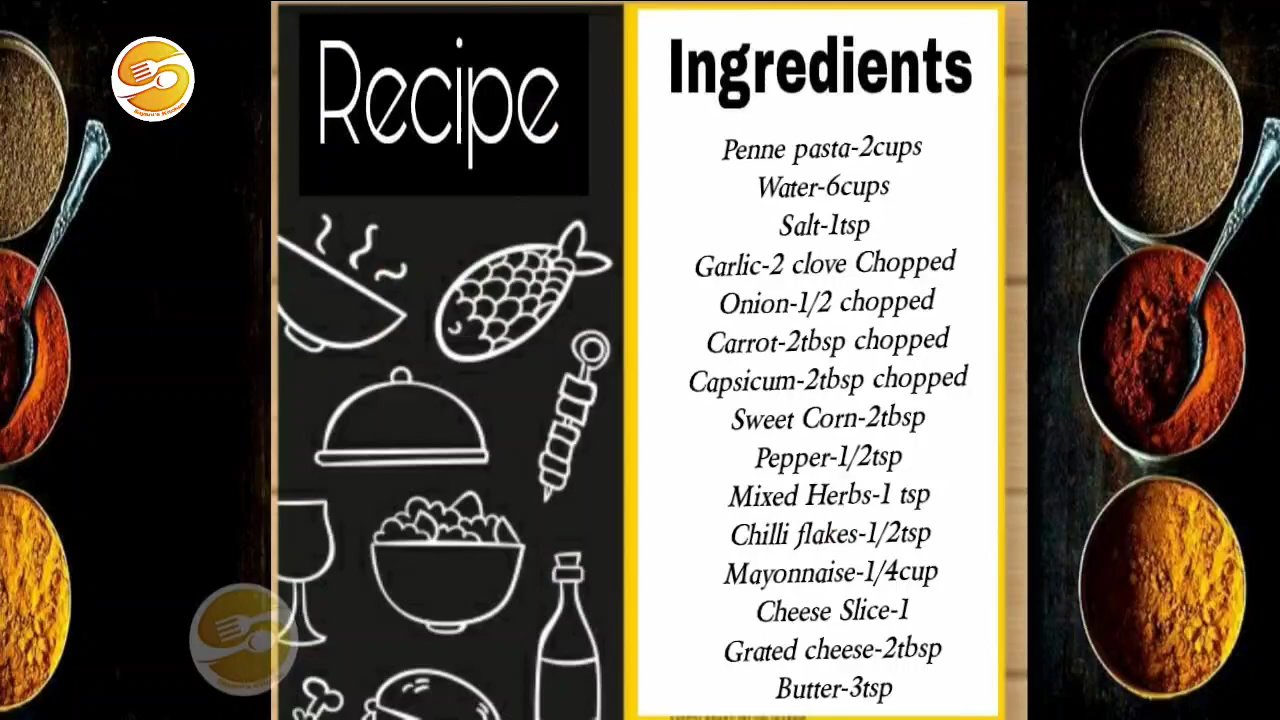 Recipe
Ingredients
Penne pasta-2cups
Water-6cups
Salt-1tsp
Garlic-2 clove Chopped
Onion-1/2 chopped
Carrot-2tbsp chopped
Capsicum-2tbsp chopped
Sweet Corn-2tbsp
Pepper-1/2tsp
Mixed Herbs-1 tsp
Chilli flakes-1/2tsp
Mayonnaise-1/4cup
Cheese Slice-1
Grated cheese-2tbsp
Butter-3tsp